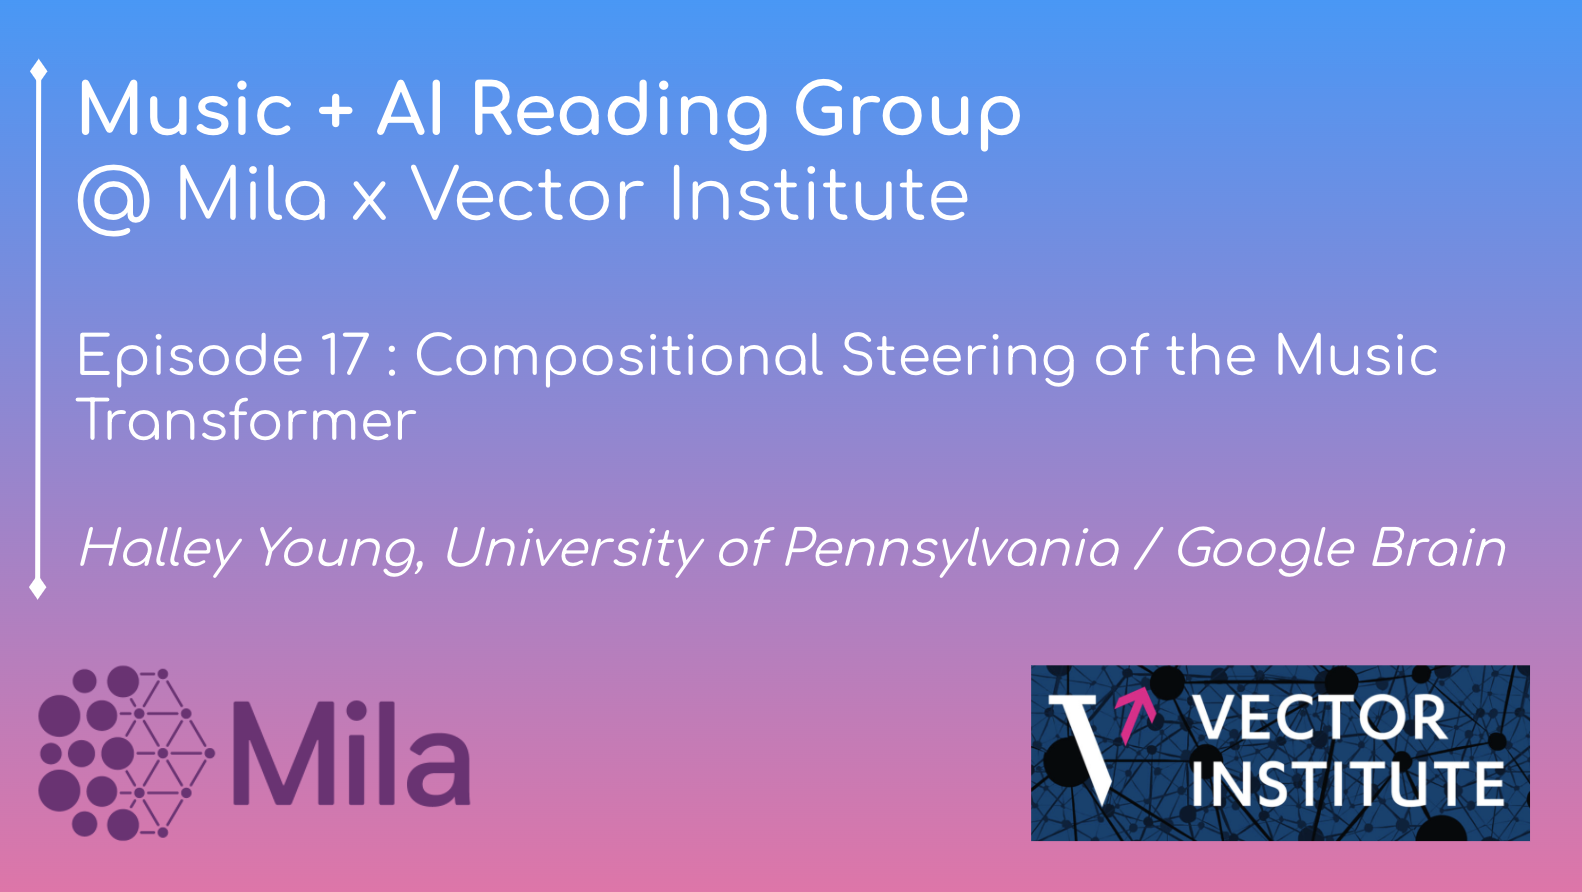 Music + AI Reading Group
@ Mila x Vector Institute
Episode 17 : Compositional Steering of the Music
Transformer
Halley Young, University of Pennsylvania / Google Brain
Mila
VECTOR
INSTITUTE